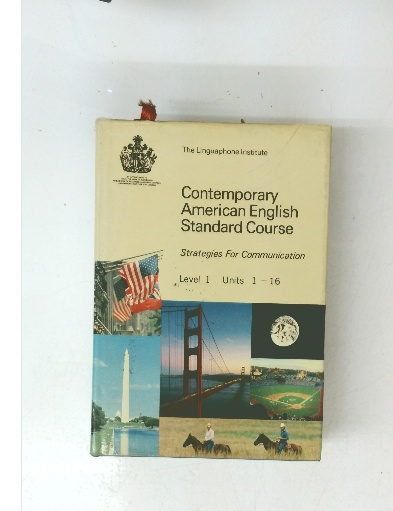 The Linguaphone Institute
Contemporary
American English
Standard Course
Strategies For Communication
Level 1 Units 1 - 16